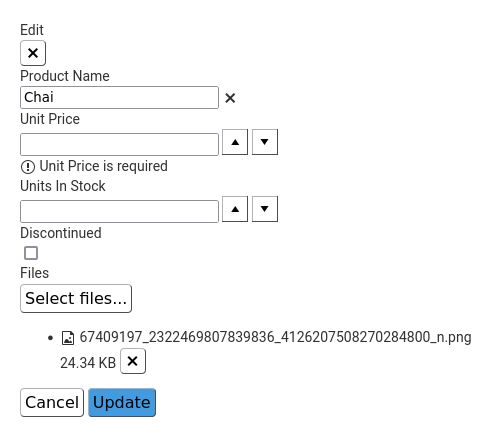 Edit
Product Name
Chai
Unit Price
Unit Price is required
Units In Stock
Discontinued
Files
Select files...
67409197_2322469807839836_4126207508270284800_n.png
24.34 KB
Cancel Update